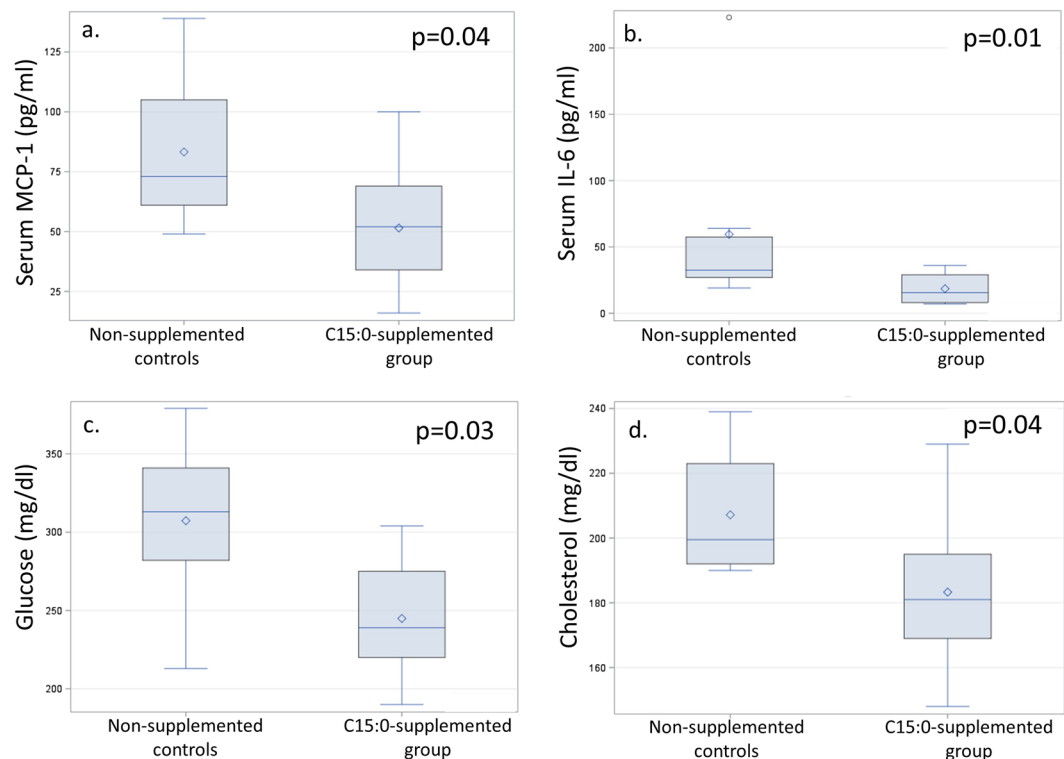 a.
p=0.04
Serum MCP-1 (pg/ml)
125
100
75
50
25
Non-supplemented
controls
C15:0-supplemented
group
b.
p=0.01
Serum IL-6 (pg/ml)
200
150
100
50
0
Non-supplemented
controls
C15:0-supplemented
group
c.
p=0.03
Glucose (mg/dl)
350
300
250
200
Non-supplemented
controls
C15:0-supplemented
group
d.
p=0.04
Cholesterol (mg/dl)
240
220
200
180
160
Non-supplemented
controls
C15:0-supplemented
group